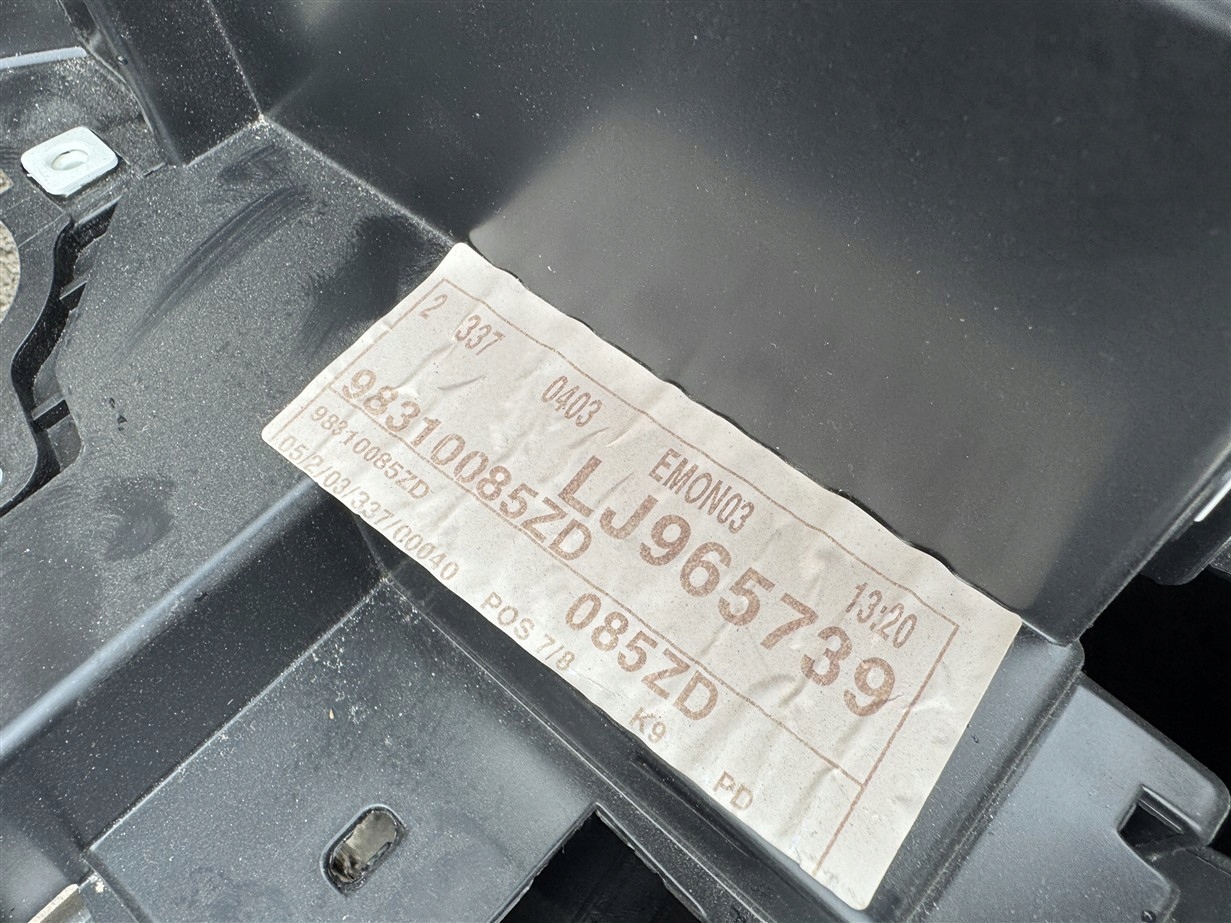 2 337 0403 EMON03 13:20
LJ965739
98310085ZD 085ZD
98310085ZD POS 7/8 K9 PD
05/2/03/337/00040